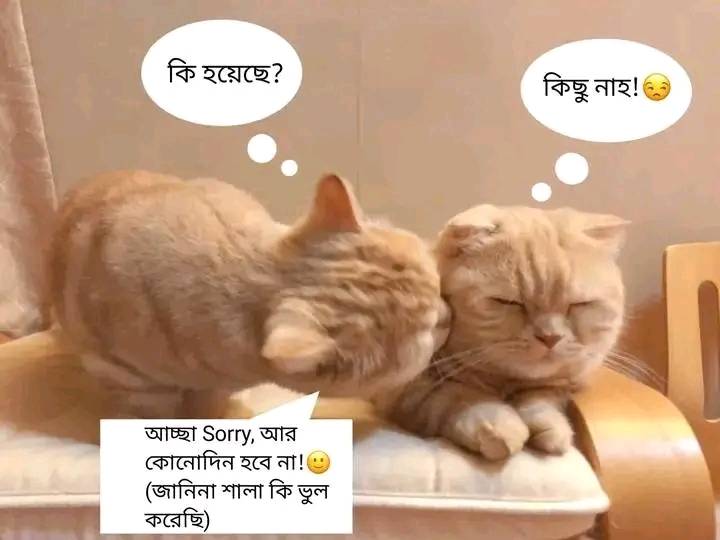 কি হয়েছে?
কিছু নাহ!😒
আচ্ছা Sorry, আর
কোনোদিন হবে না!🙂
(জানিনা শালা কি ভুল
করেছি)